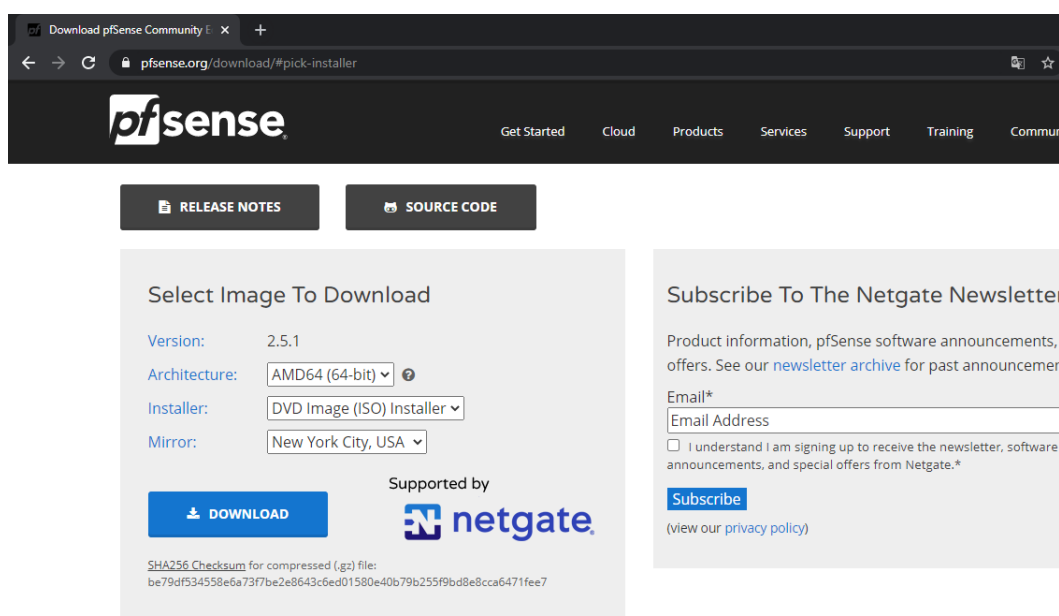 Download pfSense Community E
pfsense.org/download/#pick-installer
pfsense
Get Started Cloud Products Services Support Training Commun
RELEASE NOTES SOURCE CODE
Select Image To Download
Version: 2.5.1
Architecture: AMD64 (64-bit)
Installer: DVD Image (ISO) Installer
Mirror: New York City, USA
Supported by
DOWNLOAD
netgate
SHA256 Checksum for compressed (.gz) file:
be79df534558e6a73f7be2e8643c6ed01580e40b79b255f9bd8e8cca6471fee7
Subscribe To The Netgate Newsletter
Product information, pfSense software announcements,
offers. See our newsletter archive for past announcemen
Email*
Email Address
I understand I am signing up to receive the newsletter, software
announcements, and special offers from Netgate.*
Subscribe
(view our privacy policy)